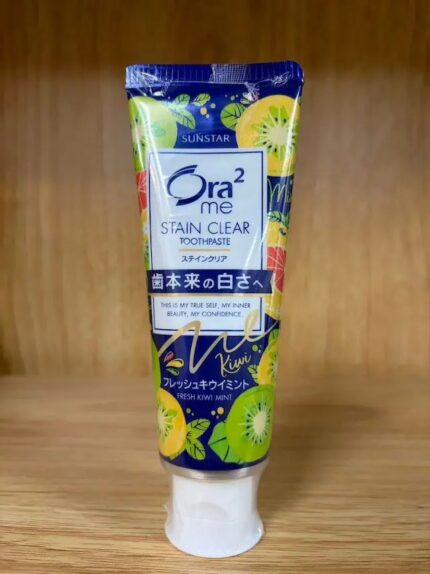 SUNSTAR
Ora²
me
STAIN CLEAR
TOOTHPASTE
ステインクリア
歯本来の白さへ
THIS IS MY TRUE SELF, MY INNER
BEAUTY, MY CONFIDENCE.
me
Kiwi
フレッシュキウイミント
FRESH KIWI MINT